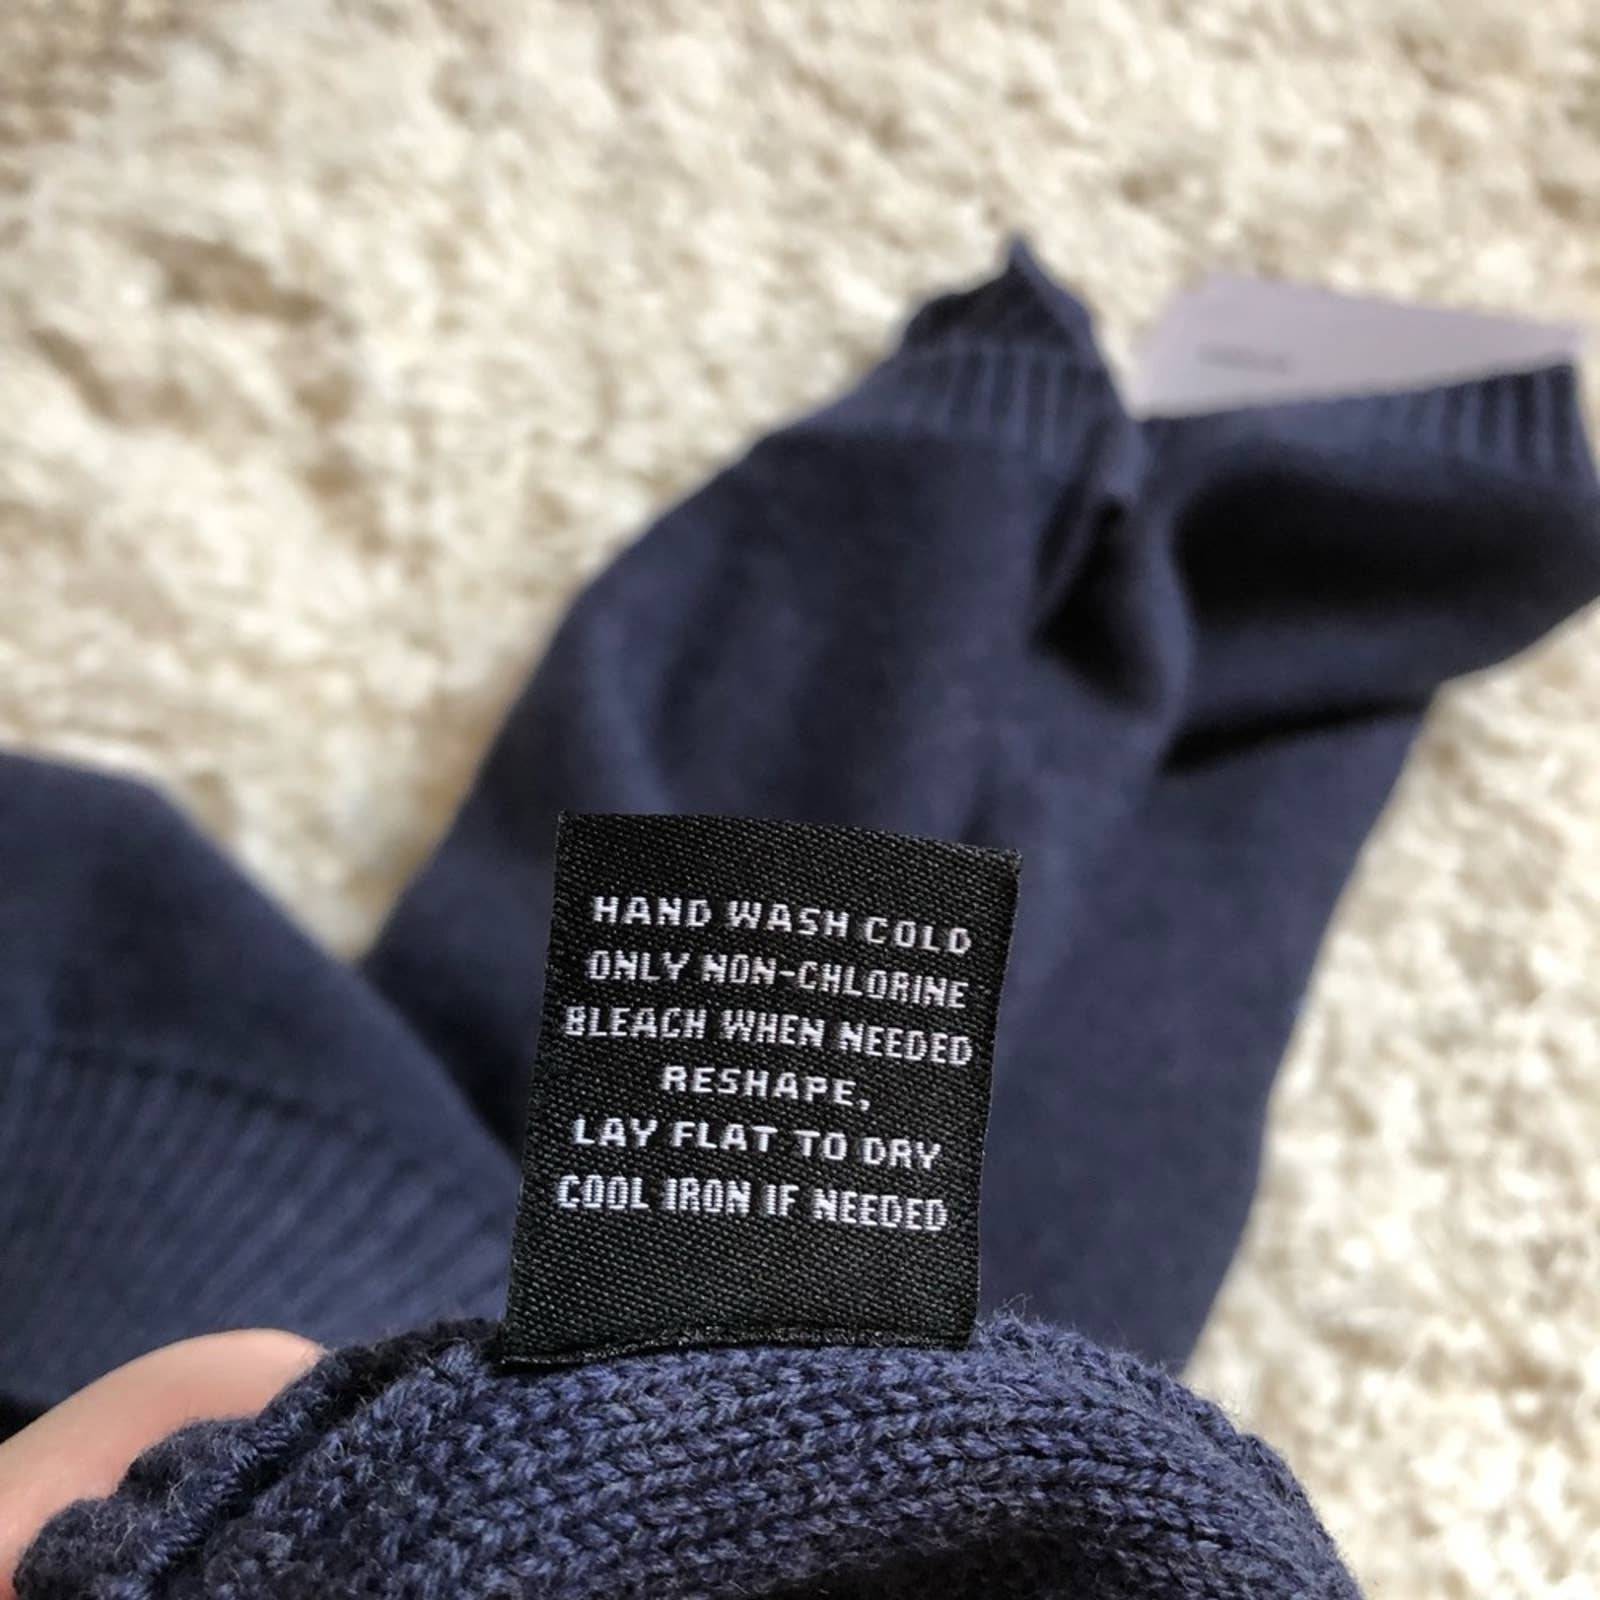 HAND WASH COLD
ONLY NON-CHLORINE
BLEACH WHEN NEEDED
RESHAPE,
LAY FLAT TO DRY
COOL IRON IF NEEDED